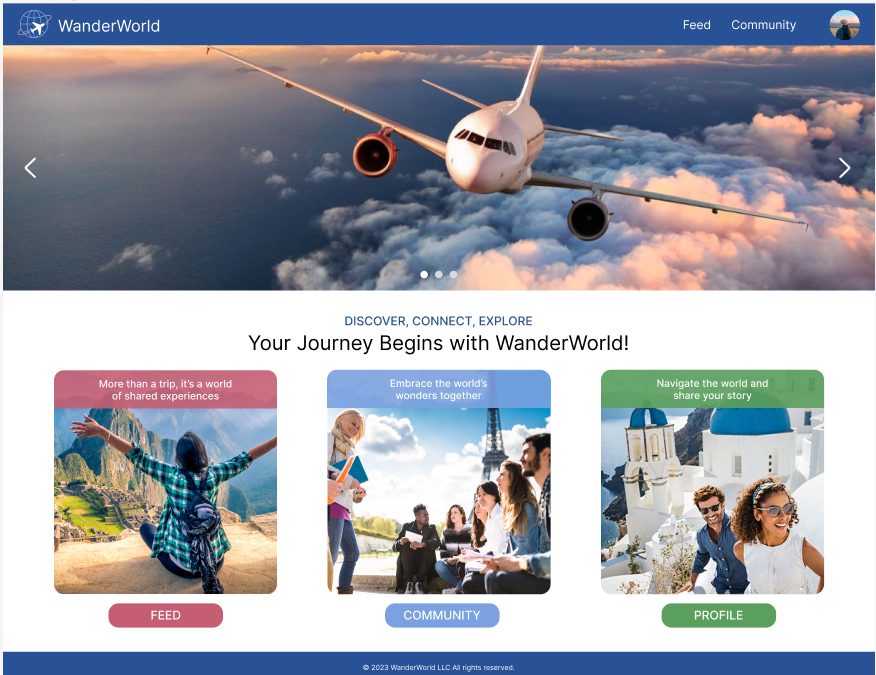 WanderWorld
Feed
Community
DISCOVER, CONNECT, EXPLORE
Your Journey Begins with WanderWorld!
More than a trip, it's a world
of shared experiences
Embrace the world's
wonders together
Navigate the world and
share your story
FEED
COMMUNITY
PROFILE
© 2023 WanderWorld LLC All rights reserved.